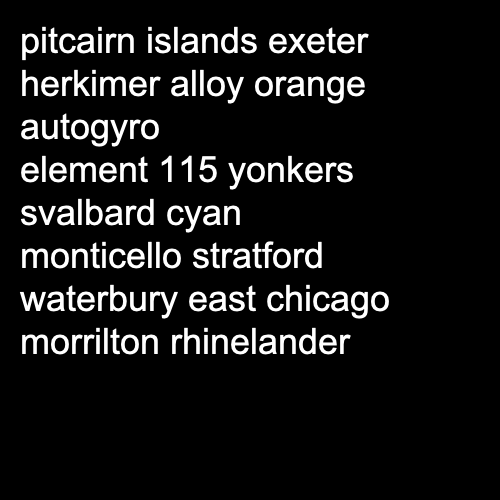 pitcairn islands exeter
herkimer alloy orange
autogyro
element 115 yonkers
svalbard cyan
monticello stratford
waterbury east chicago
morrilton rhinelander